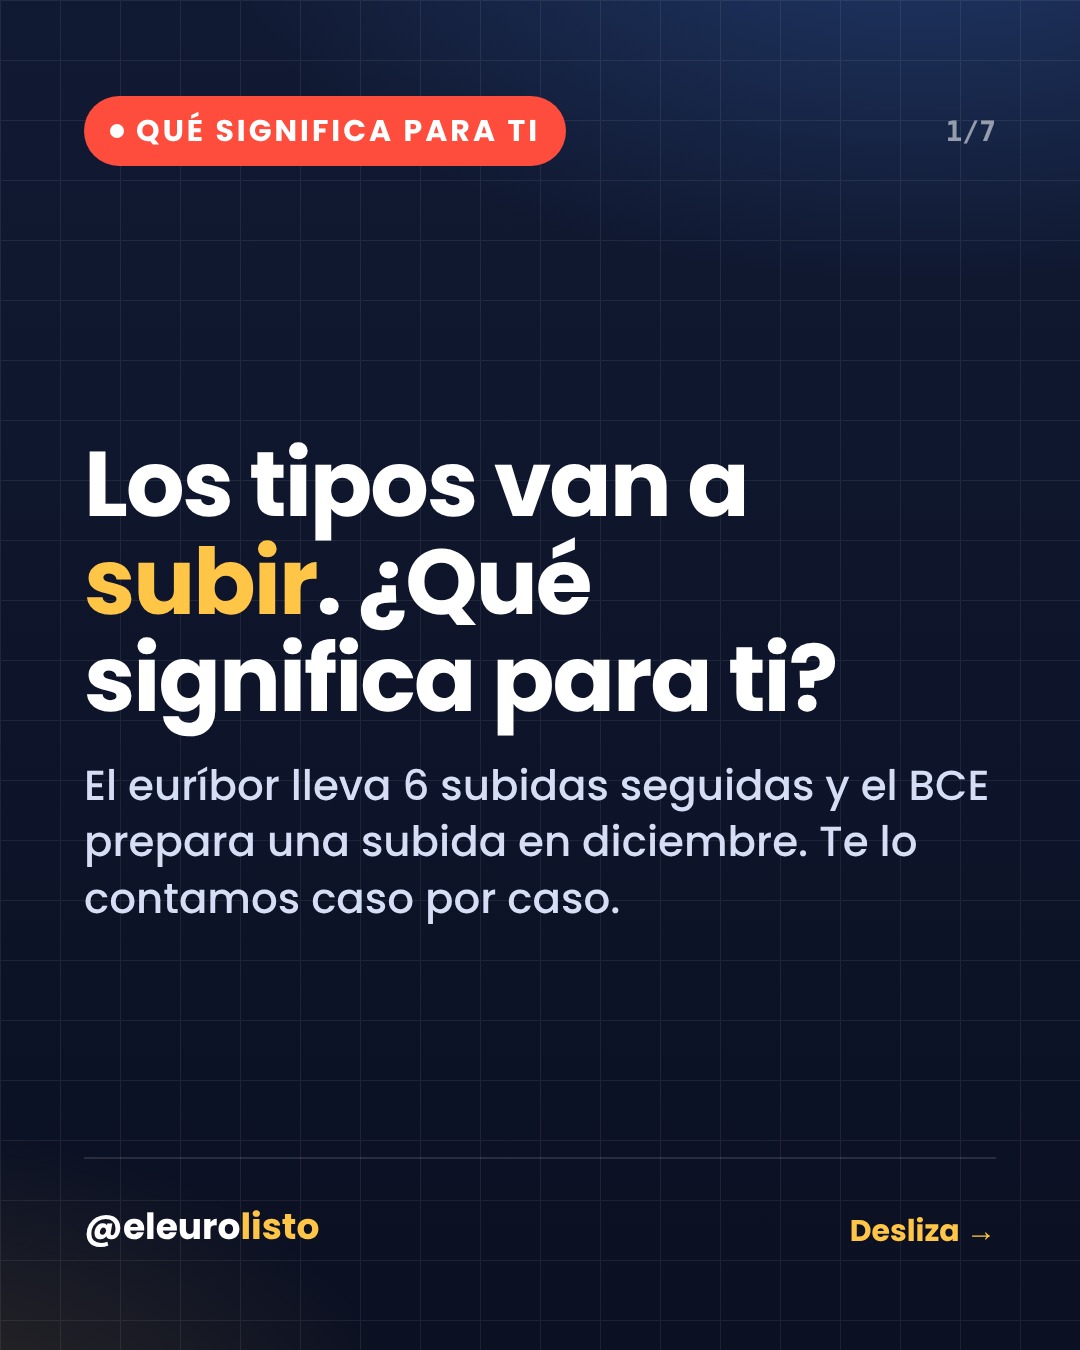 QUÉ SIGNIFICA PARA TI
1/7
Los tipos van a
subir. ¿Qué
significa para ti?
El euríbor lleva 6 subidas seguidas y el BCE
prepara una subida en diciembre. Te lo
contamos caso por caso.
@eleurolisto
Desliza →